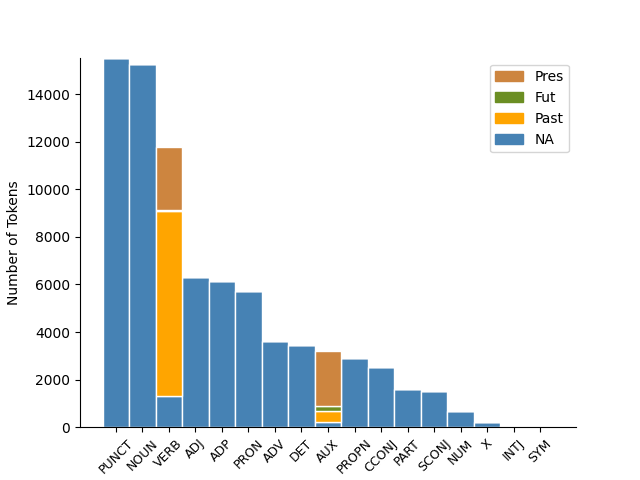 Pres
Fut
Past
NA
14000
12000
10000
8000
6000
4000
2000
0
Number of Tokens
PUNCT
NOUN
VERB
ADJ
ADP
PRON
ADV
DET
AUX
PROPN
CCONJ
PART
SCONJ
NUM
X
INTJ
SYM